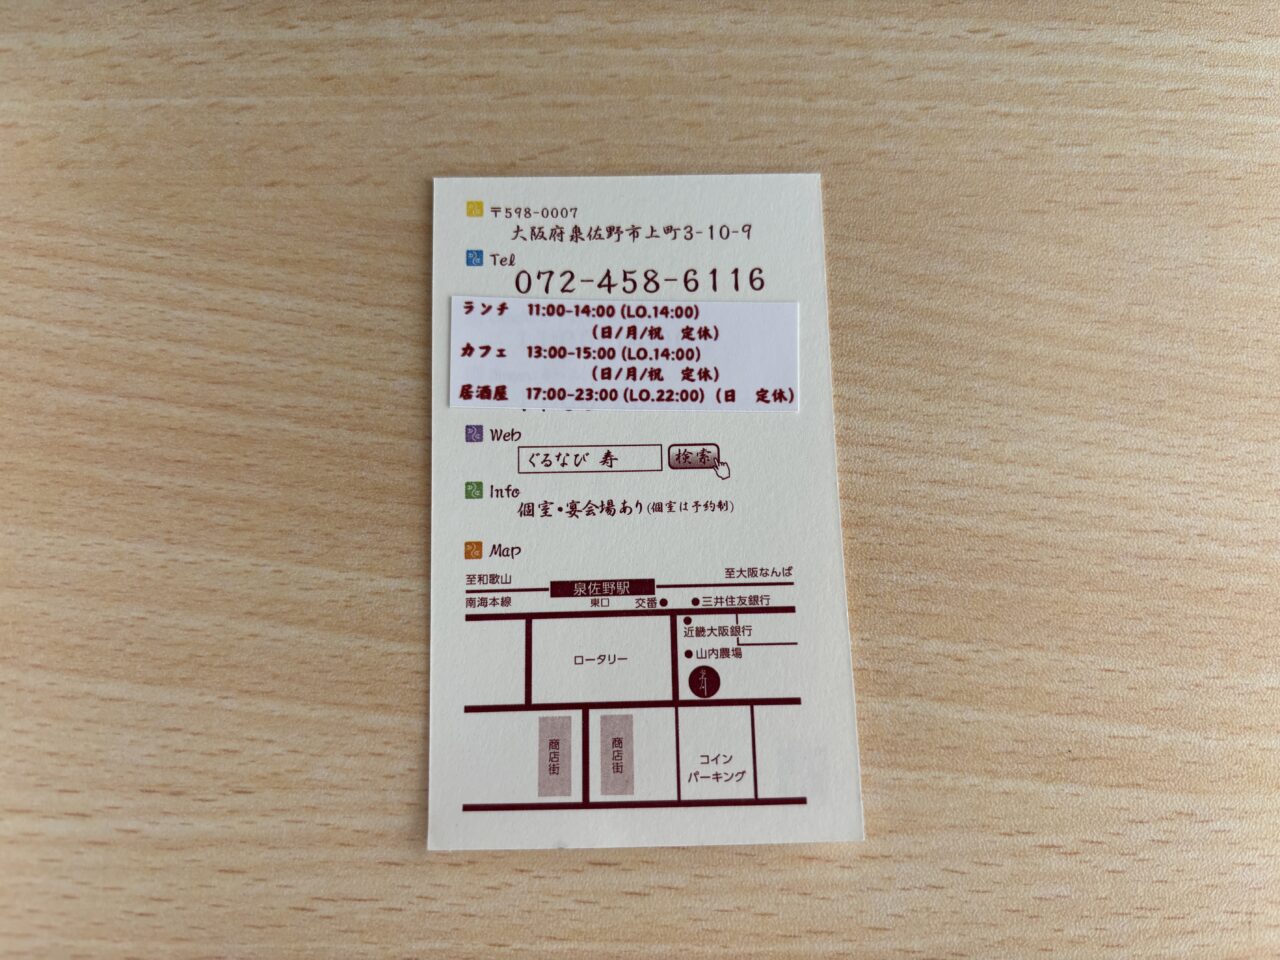 〒598-0007
大阪府泉佐野市上町3-10-9
Tel
072-458-6116
ランチ 11:00-14:00 (LO.14:00)
(日/月/祝 定休)
カフェ 13:00-15:00 (LO.14:00)
(日/月/祝 定休)
居酒屋 17:00-23:00 (LO.22:00) (日 定休)
Web
ぐるなび 寿 検索
Info
個室・宴会場あり(個室は予約制)
Map
至和歌山 泉佐野駅 至大阪なんば
南海本線 東口 交番 三井住友銀行
近畿大阪銀行
ロータリー 山内農場
商店街 商店街 コイン
パーキング